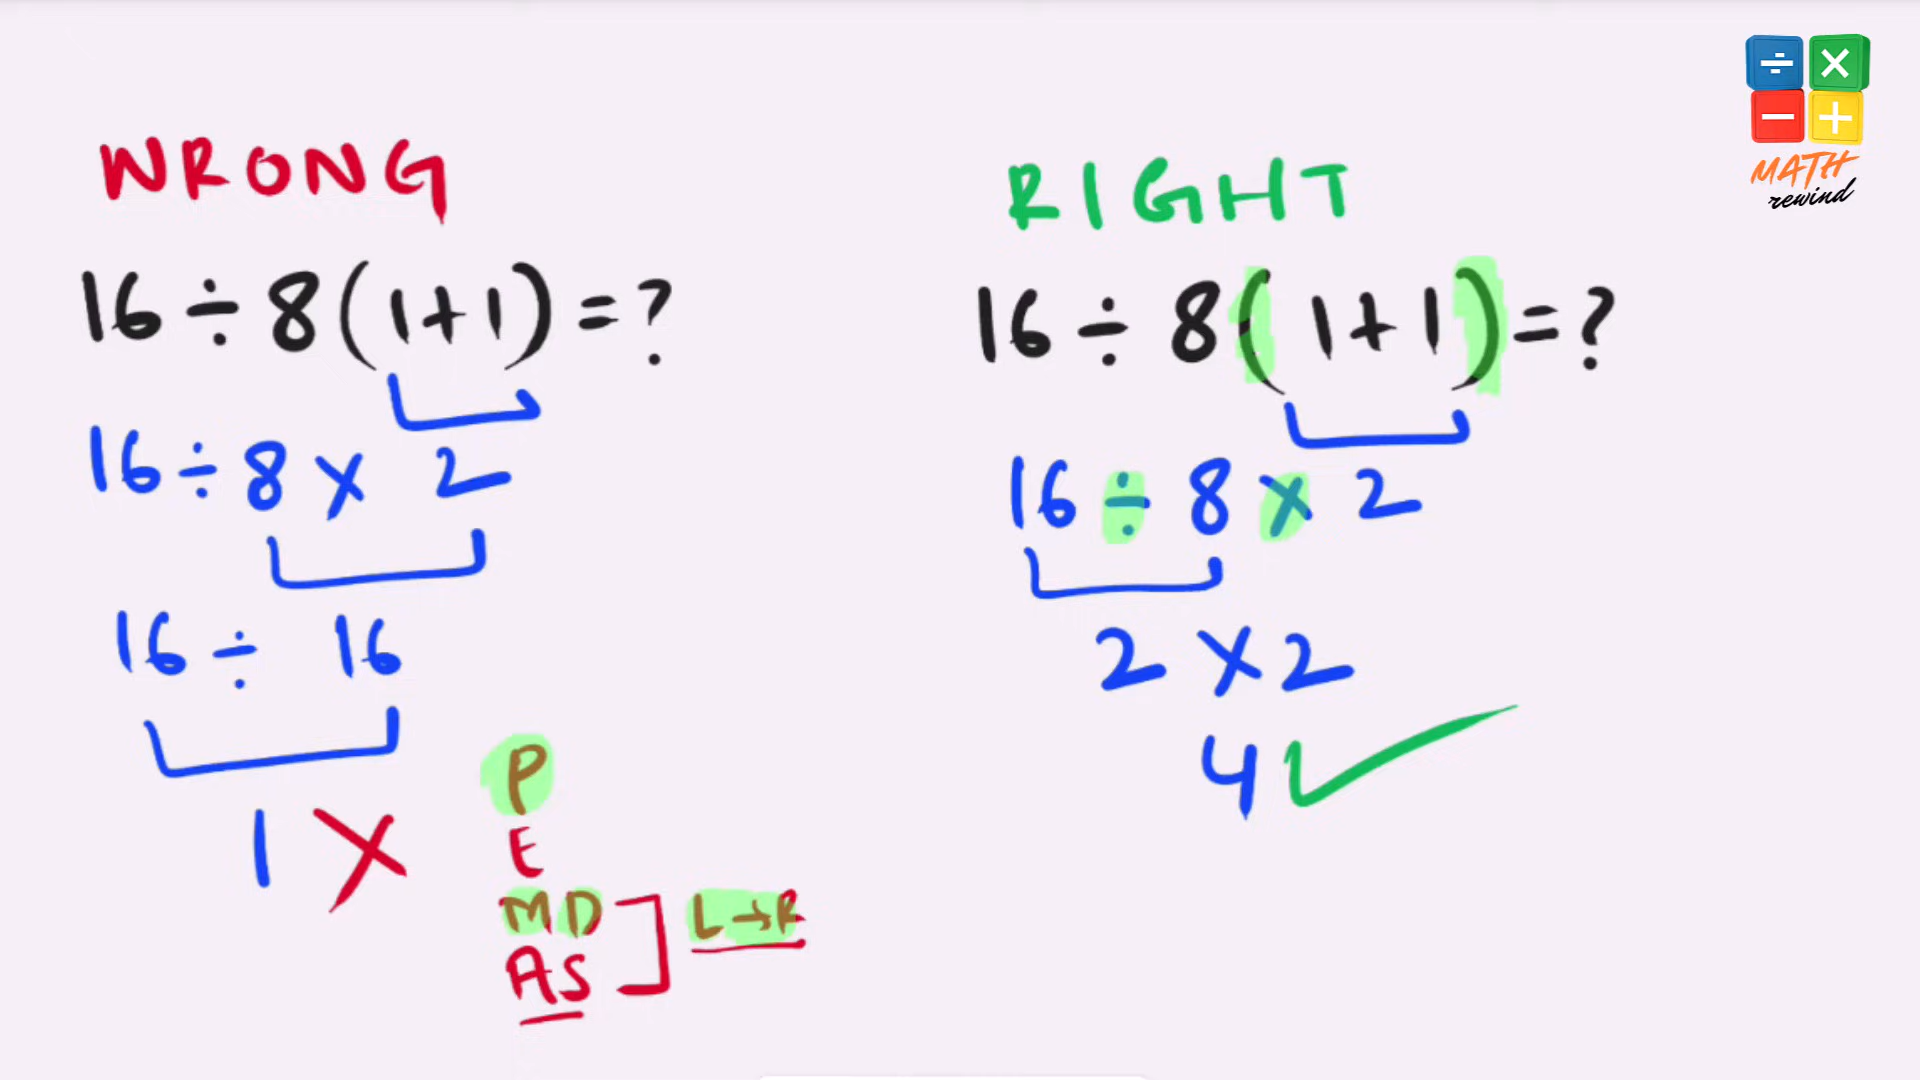 WRONG
16÷8(1+1)=?
16÷8×2
16÷16
1 X
P
E
MD
AS
L→R
RIGHT
16÷8(1+1)=?
16÷8×2
2×2
4✓
÷ ×
− +
MATH
rewind